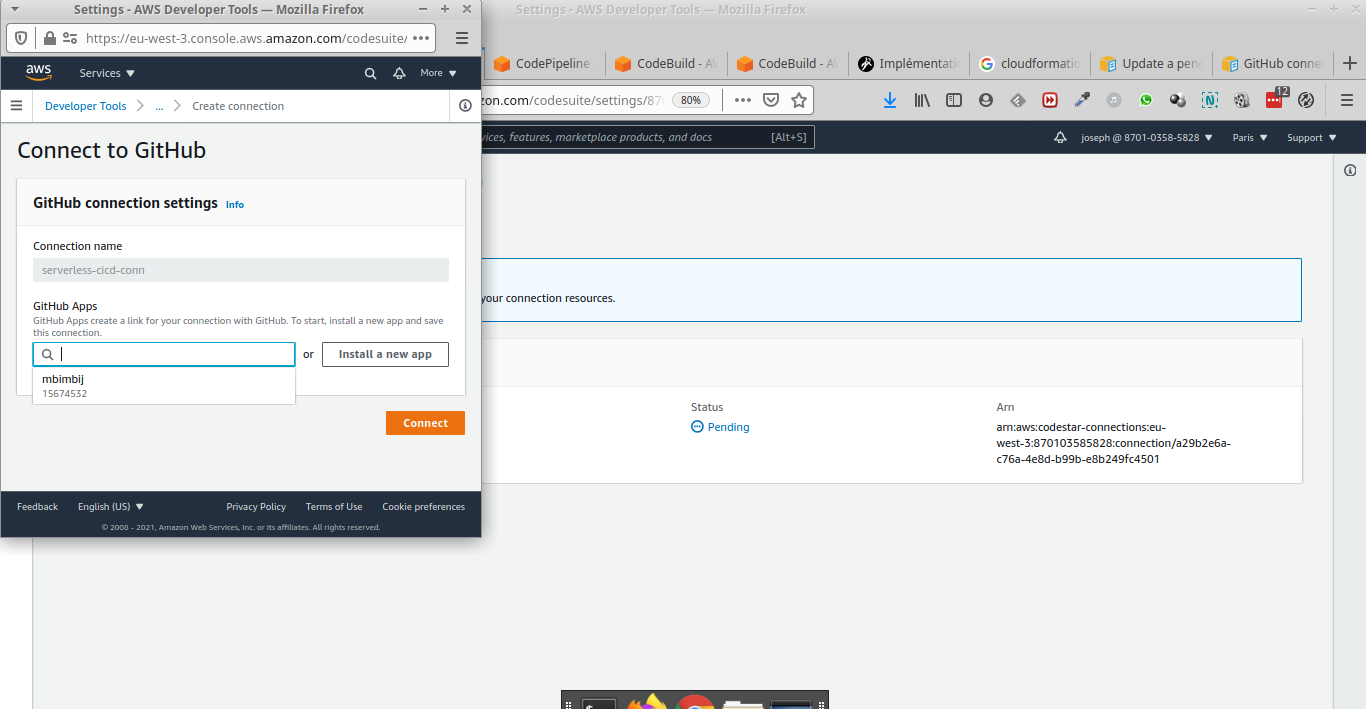 Settings - AWS Developer Tools — Mozilla Firefox
https://eu-west-3.console.aws.amazon.com/codesuite/
aws
Services
More
Developer Tools
...
Create connection
Connect to GitHub
GitHub connection settings Info
Connection name
serverless-cicd-conn
GitHub Apps
GitHub Apps create a link for your connection with GitHub. To start, install a new app and save
this connection.
or
Install a new app
mbimbij
15674532
Connect
Feedback
English (US)
Privacy Policy
Terms of Use
Cookie preferences
© 2008 - 2021, Amazon Web Services, Inc. or its affiliates. All rights reserved.
Settings - AWS Developer Tools — Mozilla Firefox
CodePipeline
CodeBuild - A
CodeBuild - A
Implémentati
cloudformatio
Update a pen
GitHub conne
zon.com/codesuite/settings/87
80%
12
vices, features, marketplace products, and docs
[Alt+S]
joseph @ 8701-0358-5828
Paris
Support
your connection resources.
Status
Pending
Arn
arn:aws:codestar-connections:eu-
west-3:870103585828:connection/a29b2e6a-
c76a-4e8d-b99b-e8b249fc4501